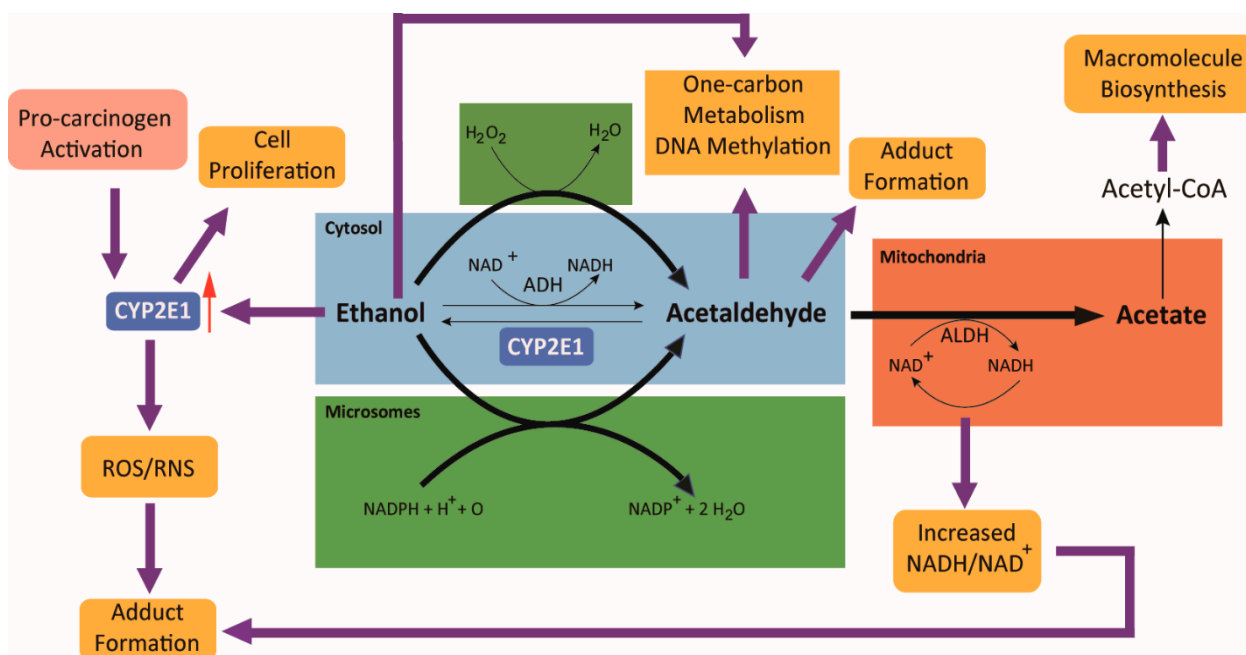 Pro-carcinogen
Activation
Cell
Proliferation
CYP2E1
ROS/RNS
Adduct
Formation
H₂O₂
H₂O
One-carbon
Metabolism
DNA Methylation
Adduct
Formation
Macromolecule
Biosynthesis
Acetyl-CoA
Cytosol
NAD⁺
NADH
ADH
Ethanol
Acetaldehyde
CYP2E1
Mitochondria
Acetate
ALDH
NAD⁺
NADH
Microsomes
NADPH + H⁺ + O
NADP⁺ + 2 H₂O
Increased
NADH/NAD⁺